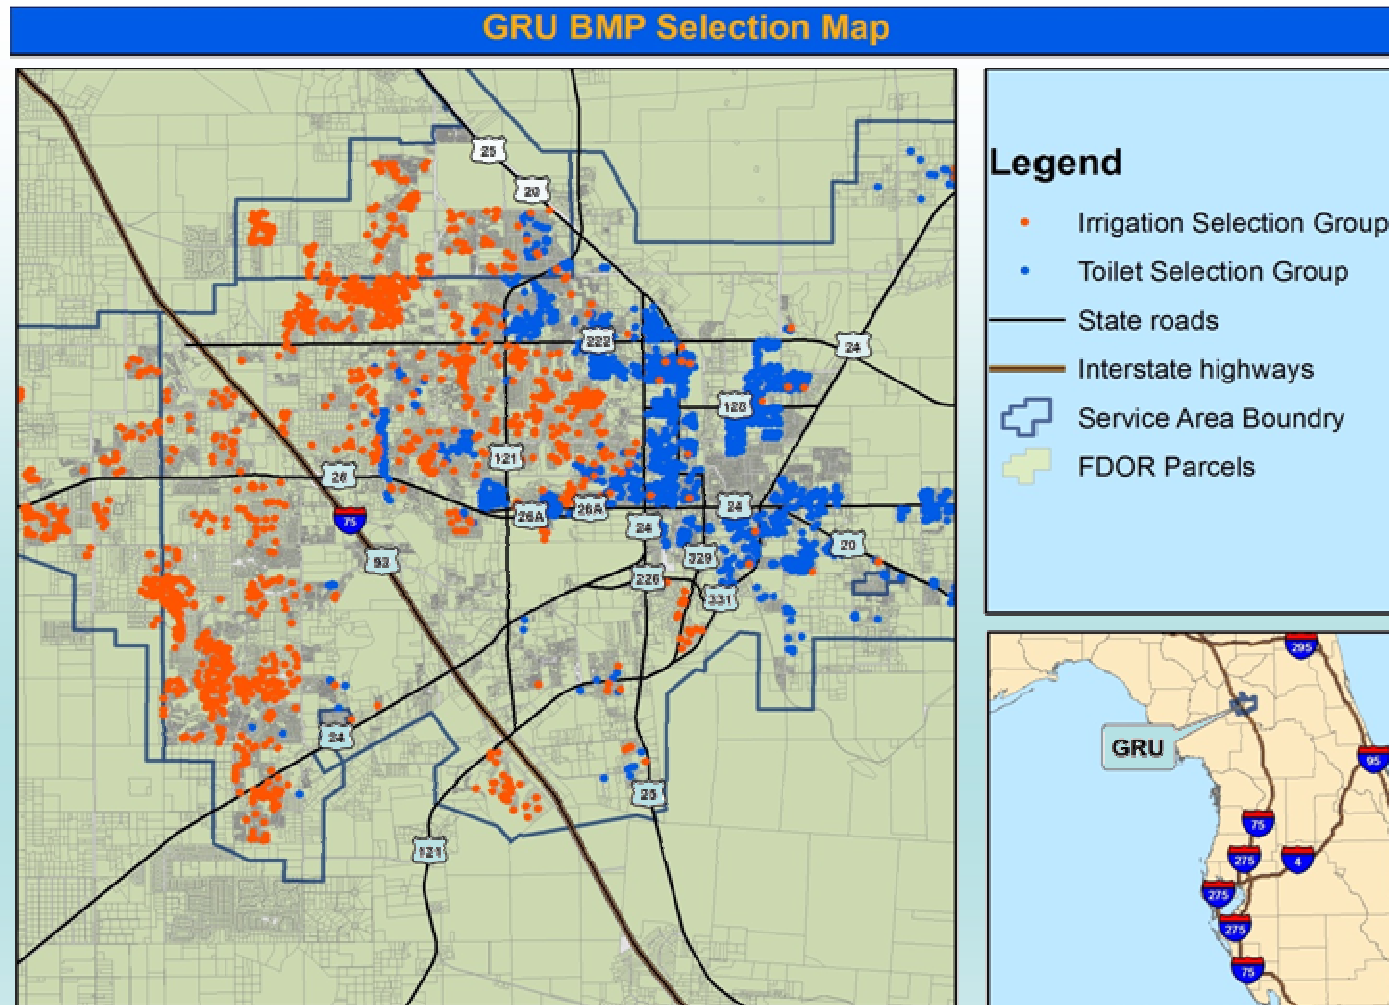 GRU BMP Selection Map
25
20
222
24
128
121
26
26A
26A
24
75
24
20
93
329
226
331
24
25
121
Legend
Irrigation Selection Group
Toilet Selection Group
State roads
Interstate highways
Service Area Boundry
FDOR Parcels
295
GRU
95
75
275
4
275
275
75